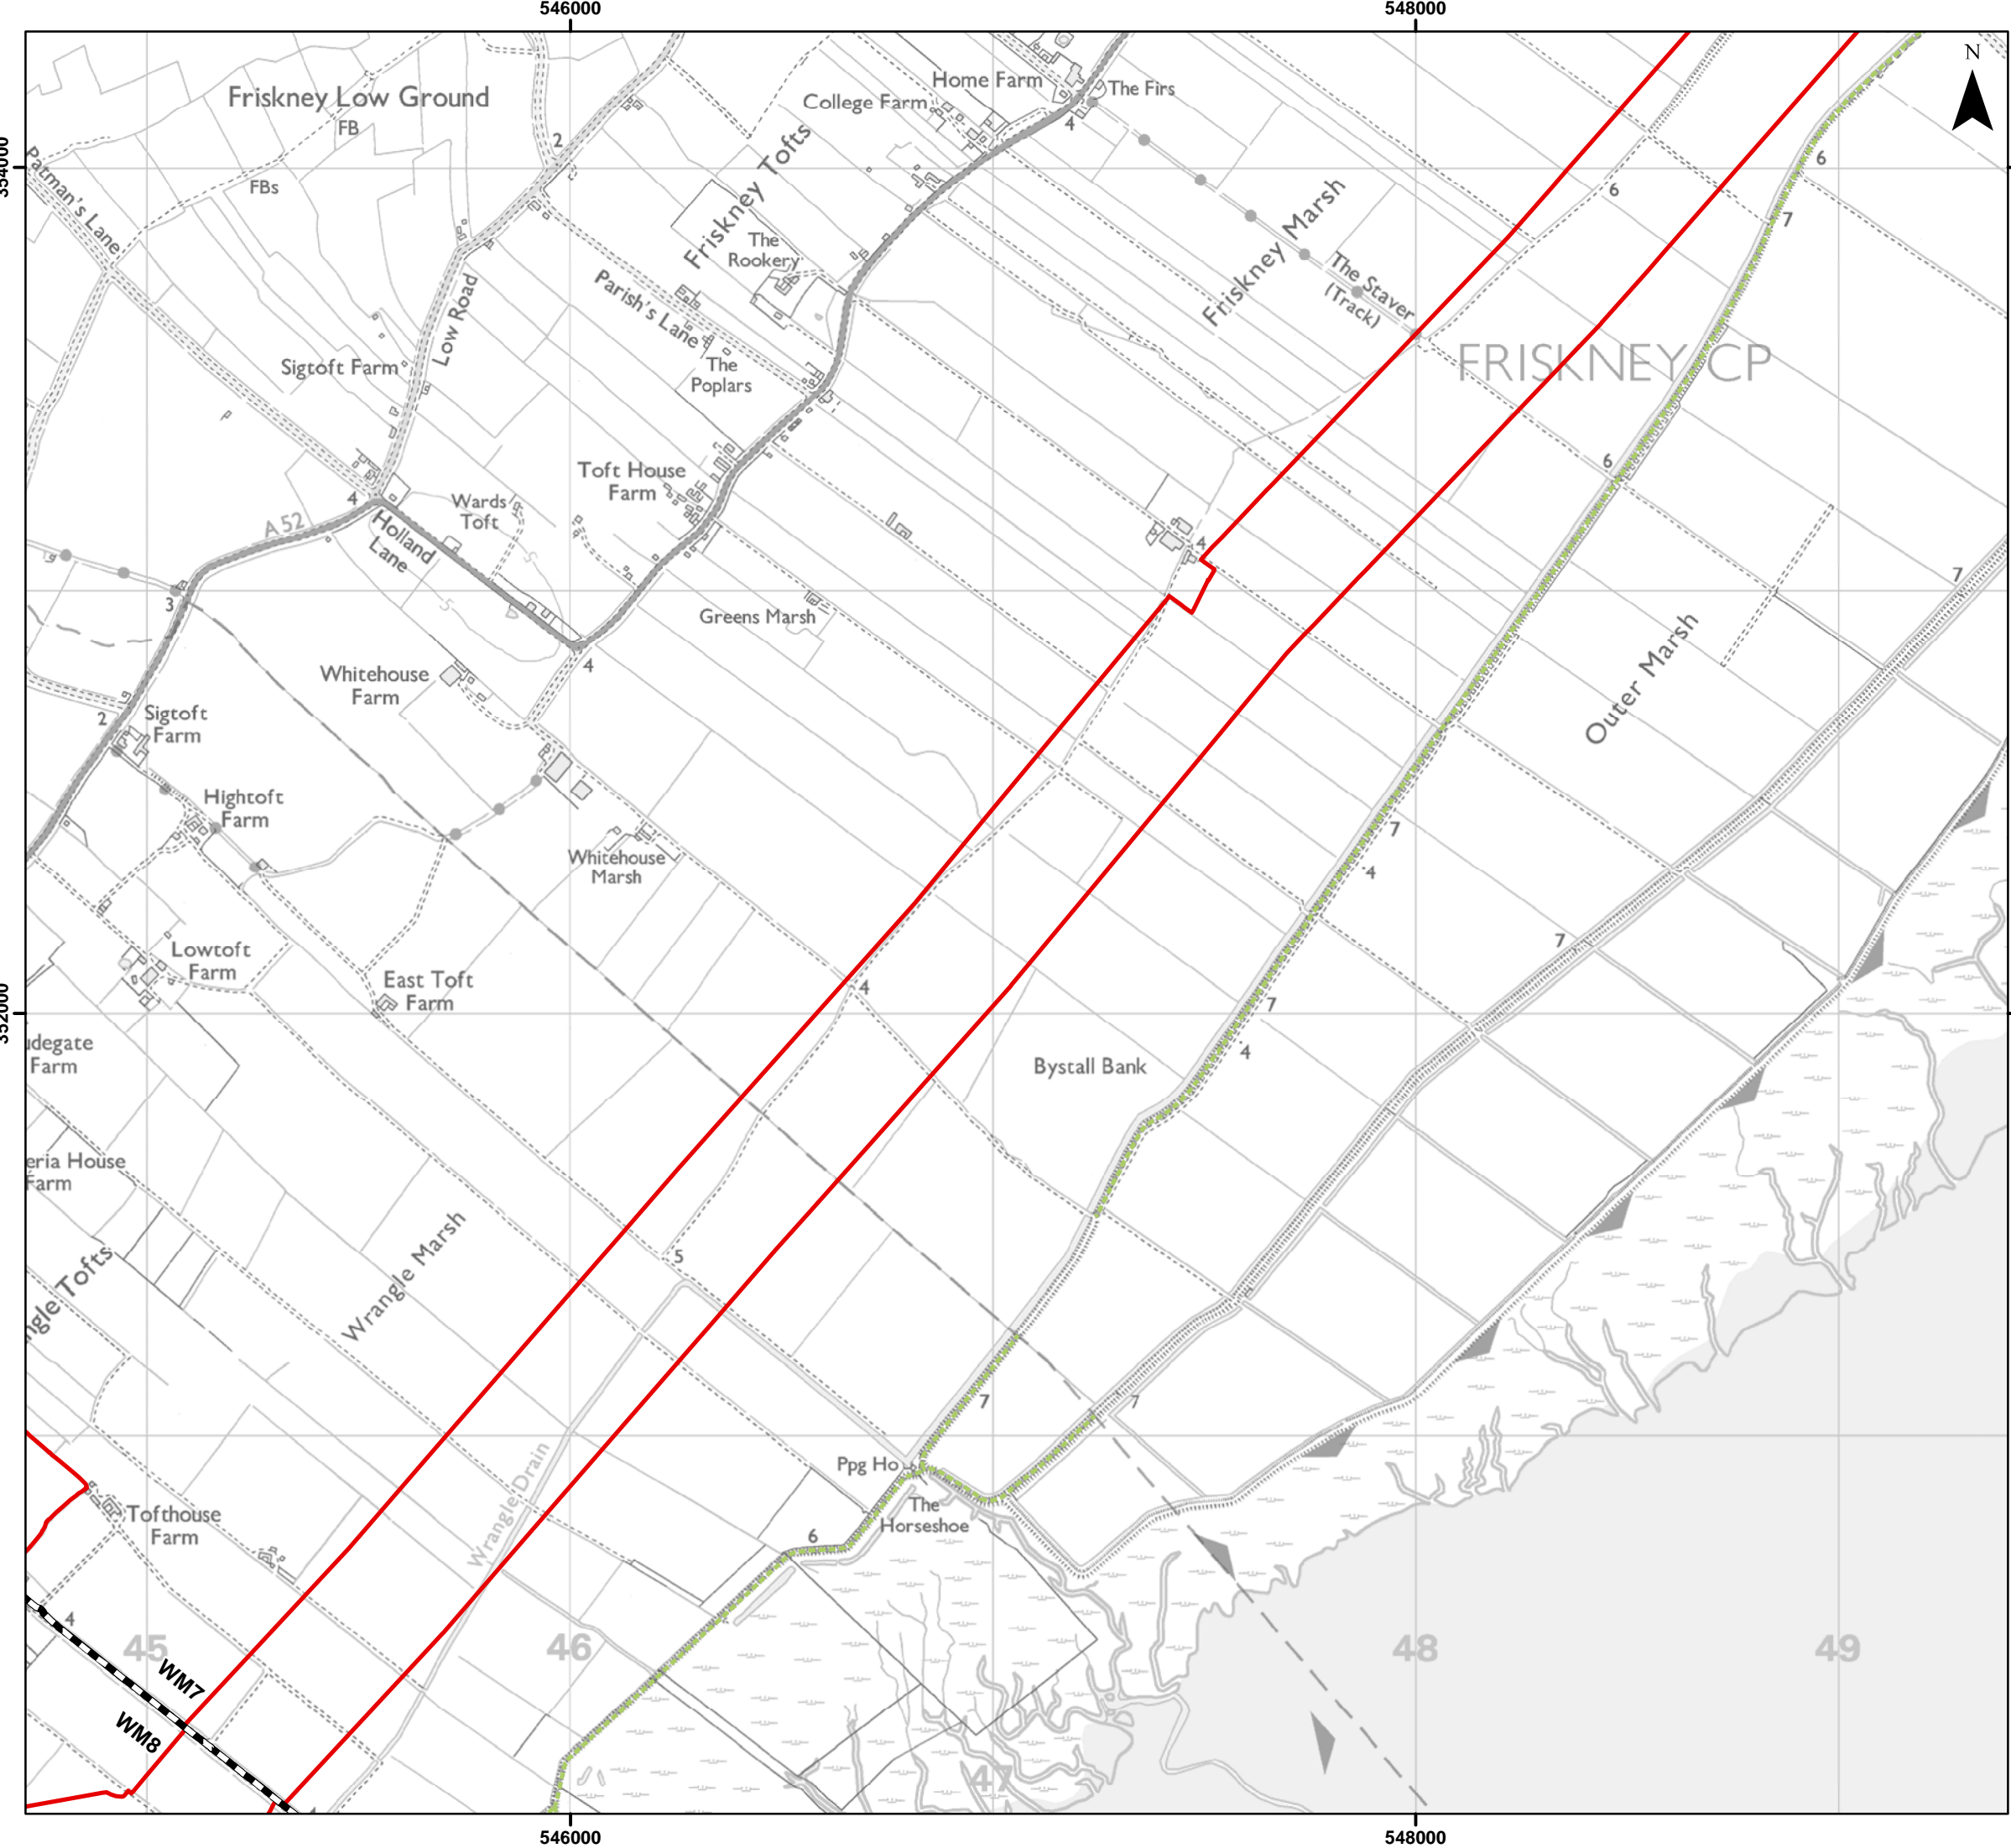 546000
548000
N
354000
352000
Friskney Low Ground
FB
FBs
2
Patman's Lane
Home Farm
The Firs
College Farm
4
Friskney Tofts
The
Rookery
Friskney Marsh
The Staver
(Track)
6
6
7
FRISKNEY CP
Parish's Lane
The
Poplars
Low Road
Sigtoft Farm
Toft House
Farm
Wards
Toft
4
A 52
Holland
Lane
5
5
3
4
6
7
Greens Marsh
4
Outer Marsh
Whitehouse
Farm
2
Sigtoft
Farm
Hightoft
Farm
Whitehouse
Marsh
7
4
7
Lowtoft
Farm
East Toft
Farm
4
7
4
Bystall Bank
udegate
Farm
eria House
Farm
Wrangle Marsh
ngle Tofts
5
7
7
Ppg Ho
The
Horseshoe
6
Wrangle Drain
Tofthouse
Farm
4
45
46
47
48
49
WM7
WM8
546000
548000